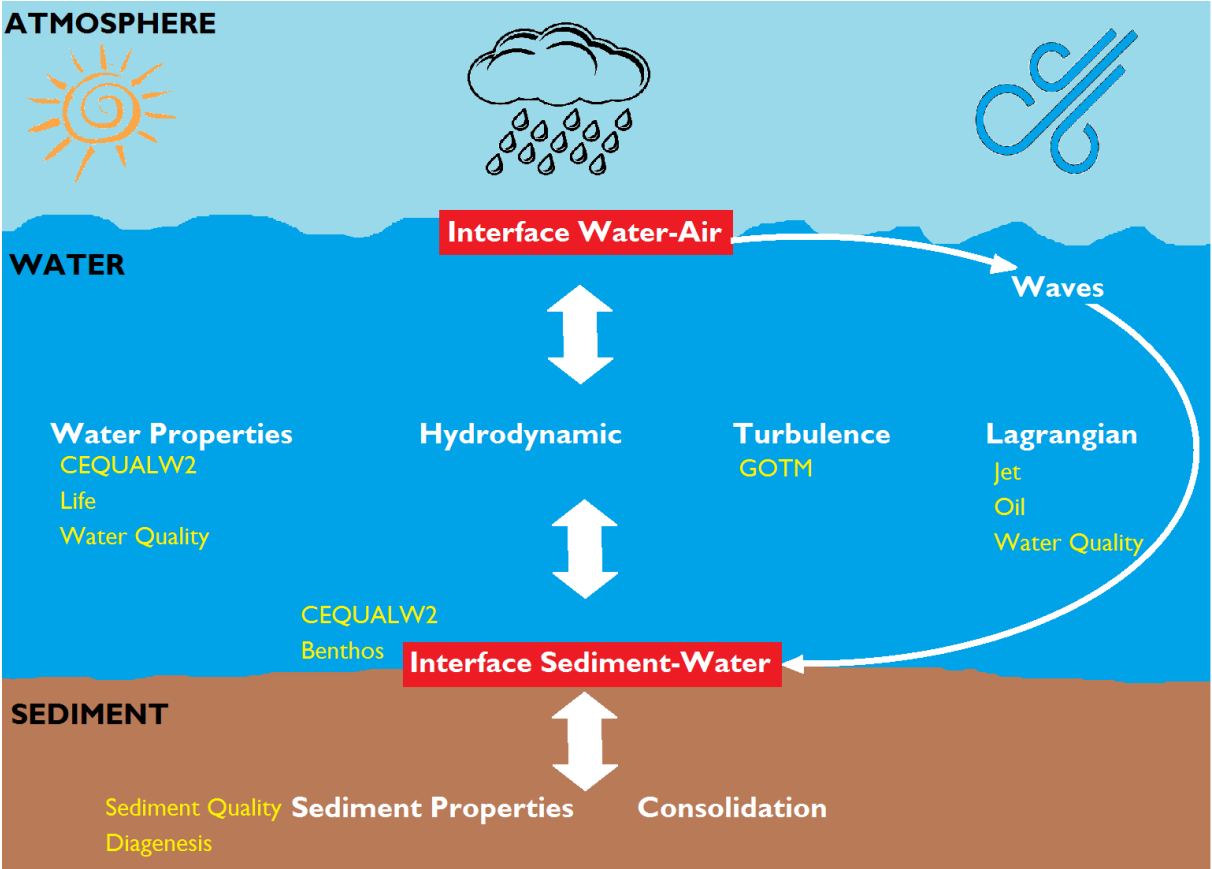 ATMOSPHERE
Interface Water-Air
WATER
Waves
Water Properties
CEQUALW2
Life
Water Quality
Hydrodynamic
Turbulence
GOTM
Lagrangian
Jet
Oil
Water Quality
CEQUALW2
Benthos
Interface Sediment-Water
SEDIMENT
Sediment Quality
Diagenesis
Sediment Properties
Consolidation